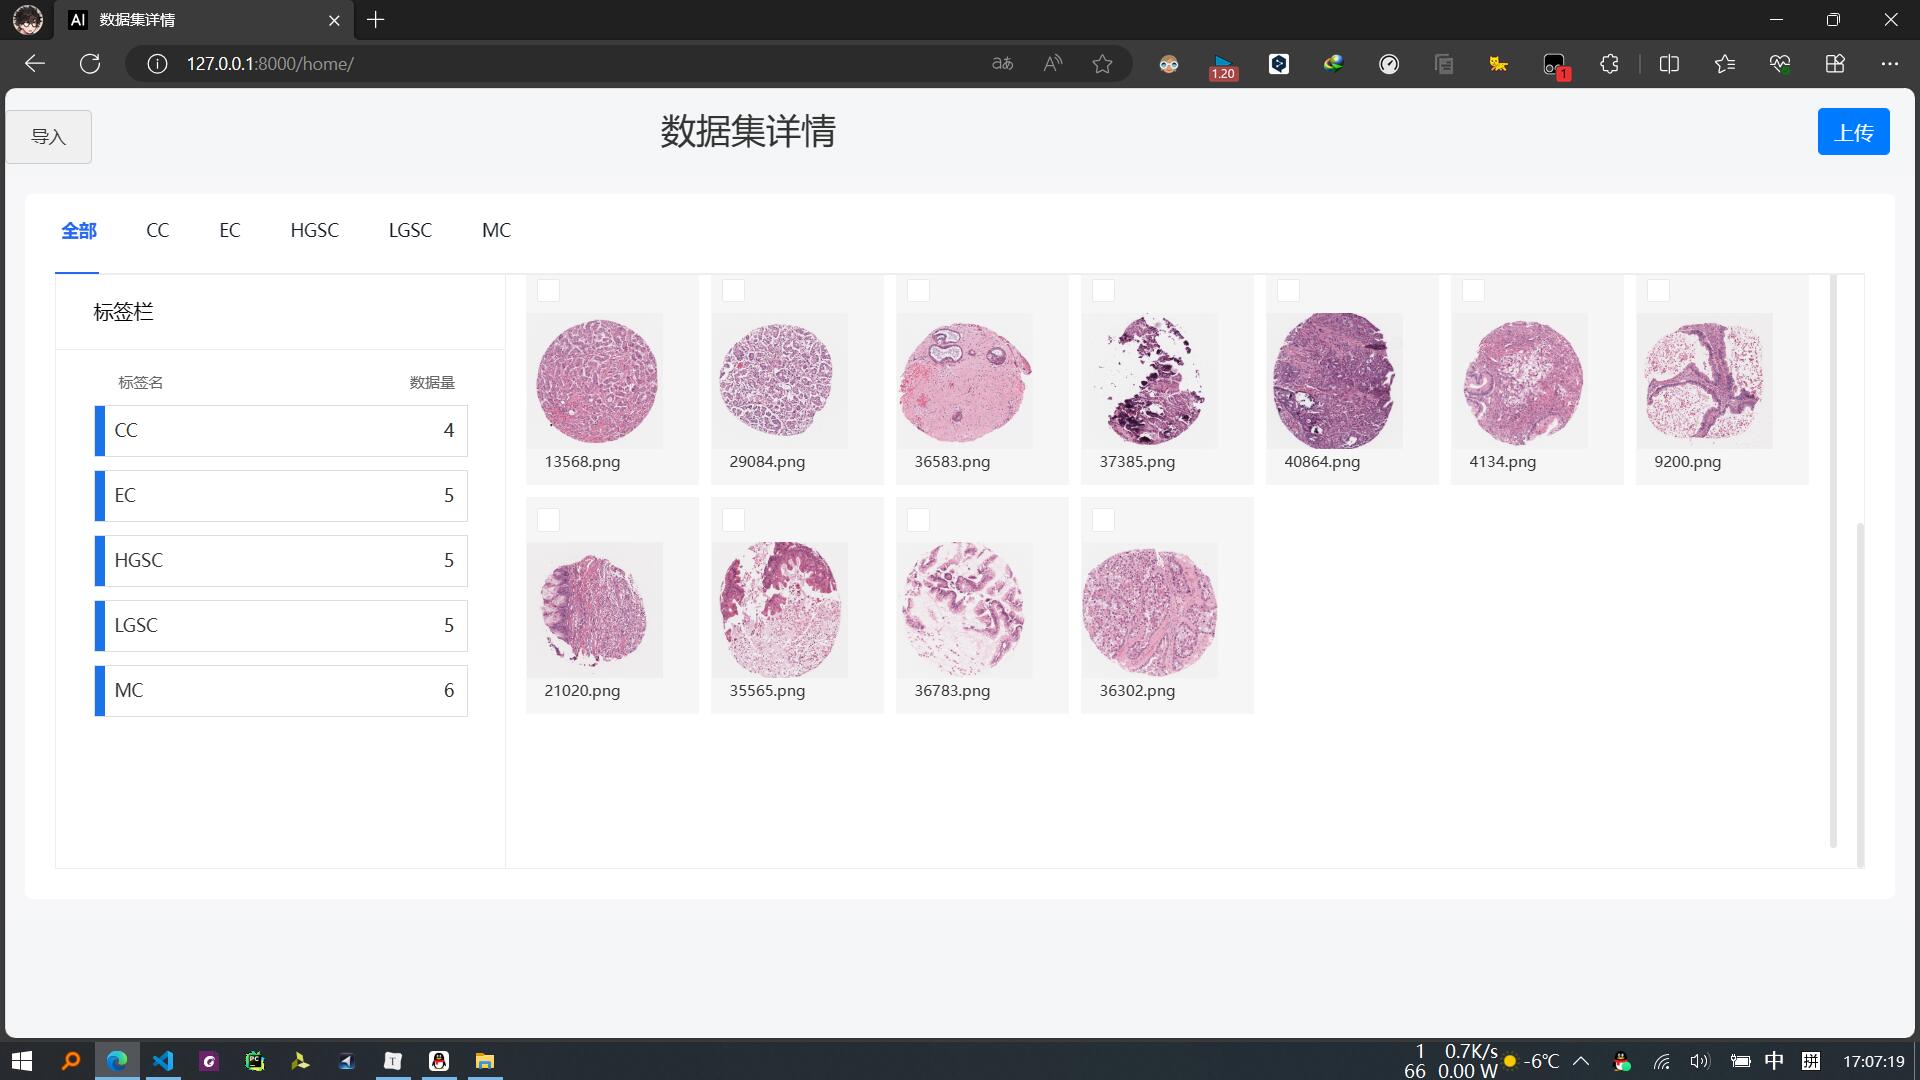 数据集详情
127.0.0.1:8000/home/
1.20
1
导入
数据集详情
上传
全部 CC EC HGSC LGSC MC
标签栏
标签名 数据量
CC 4
EC 5
HGSC 5
LGSC 5
MC 6
13568.png 29084.png 36583.png 37385.png 40864.png 4134.png 9200.png
21020.png 35565.png 36783.png 36302.png
1 0.7K/s
66 0.00 W
-6℃
中
拼
17:07:19